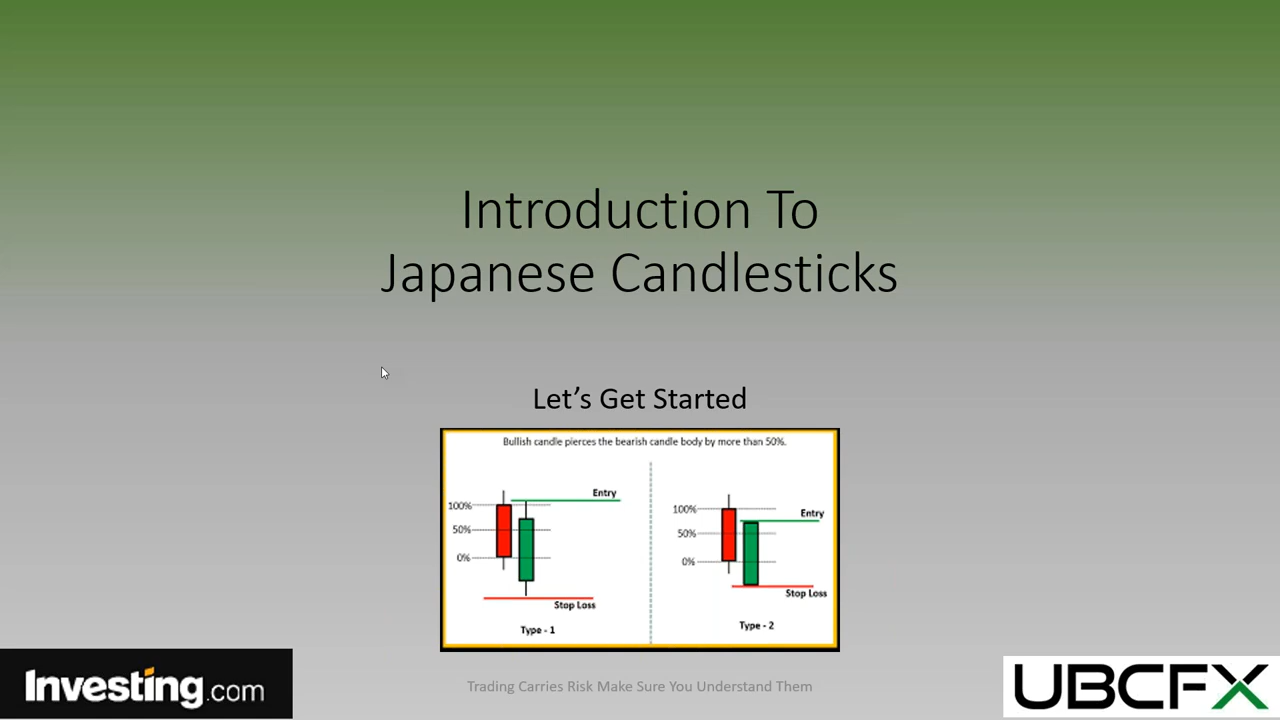 Introduction To
Japanese Candlesticks
Let’s Get Started
Bullish candle pierces the bearish candle body by more than 50%.
Entry
100%
50%
0%
Stop Loss
Type - 1
Entry
100%
50%
0%
Stop Loss
Type - 2
Investing.com
Trading Carries Risk Make Sure You Understand Them
UBCFX